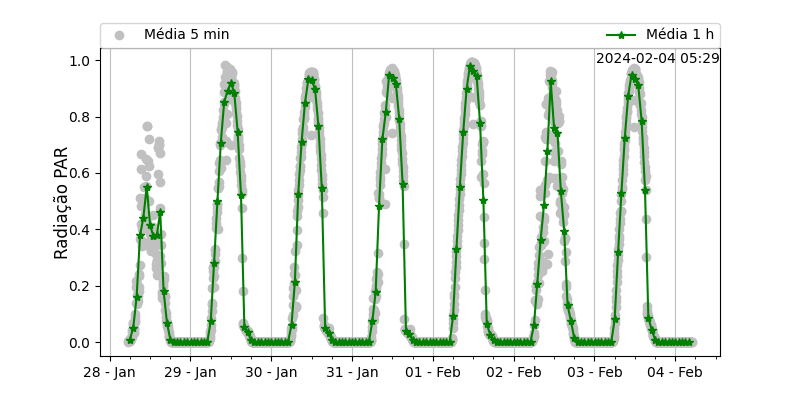 Média 5 min
Média 1 h
2024-02-04 05:29
Radiação PAR
1.0
0.8
0.6
0.4
0.2
0.0
28 - Jan
29 - Jan
30 - Jan
31 - Jan
01 - Feb
02 - Feb
03 - Feb
04 - Feb